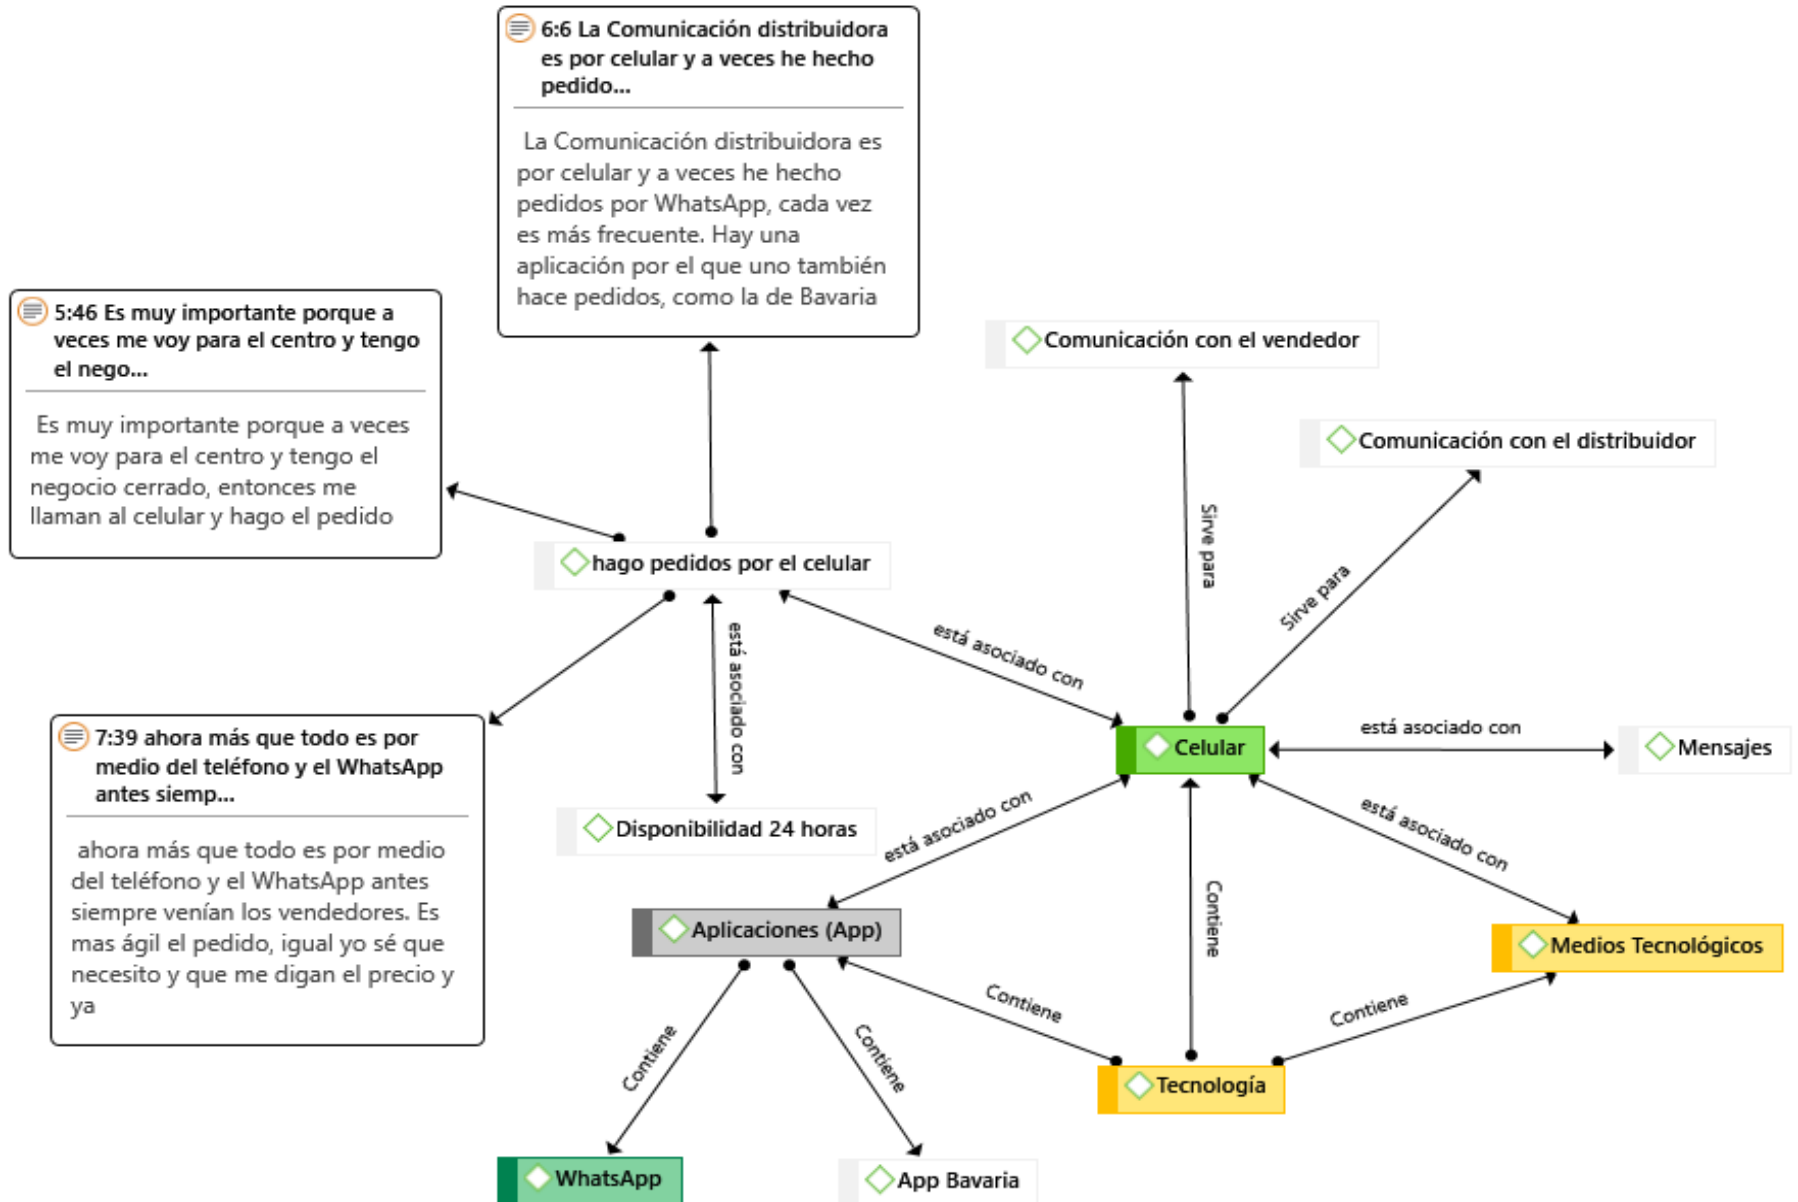 6:6 La Comunicación distribuidora
es por celular y a veces he hecho
pedido...
La Comunicación distribuidora es
por celular y a veces he hecho
pedidos por WhatsApp, cada vez
es más frecuente. Hay una
aplicación por el que uno también
hace pedidos, como la de Bavaria
5:46 Es muy importante porque a
veces me voy para el centro y tengo
el nego...
Es muy importante porque a veces
me voy para el centro y tengo el
negocio cerrado, entonces me
llaman al celular y hago el pedido
Comunicación con el vendedor
Comunicación con el distribuidor
Sirve para
Sirve para
hago pedidos por el celular
está asociado con
está asociado con
7:39 ahora más que todo es por
medio del teléfono y el WhatsApp
antes siemp...
ahora más que todo es por medio
del teléfono y el WhatsApp antes
siempre venían los vendedores. Es
mas ágil el pedido, igual yo sé que
necesito y que me digan el precio y
ya
Celular
está asociado con
Mensajes
Disponibilidad 24 horas
está asociado con
está asociado con
Aplicaciones (App)
Contiene
Medios Tecnológicos
Contiene
Contiene
Contiene
Contiene
Tecnología
WhatsApp
App Bavaria